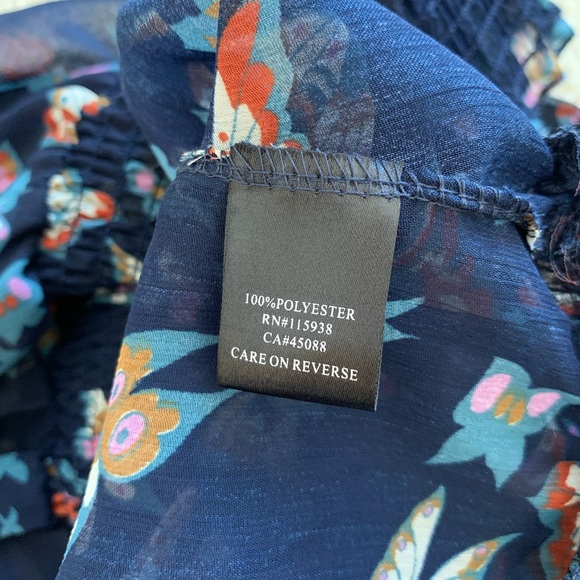 100%POLYESTER
RN#115938
CA#45088
CARE ON REVERSE